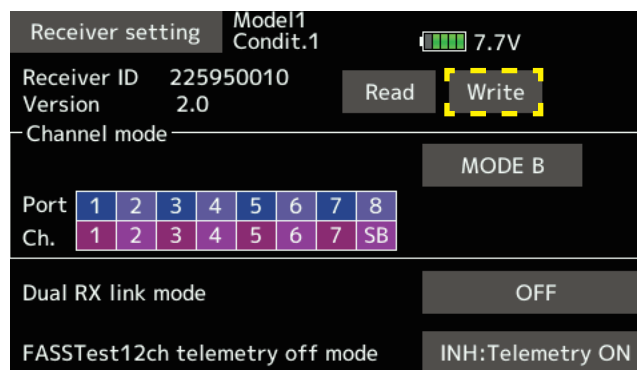 Receiver setting
Model1
Condit.1
7.7V
Receiver ID 225950010
Version 2.0
Read
Write
Channel mode
MODE B
Port 1 2 3 4 5 6 7 8
Ch. 1 2 3 4 5 6 7 SB
Dual RX link mode OFF
FASSTest12ch telemetry off mode INH:Telemetry ON